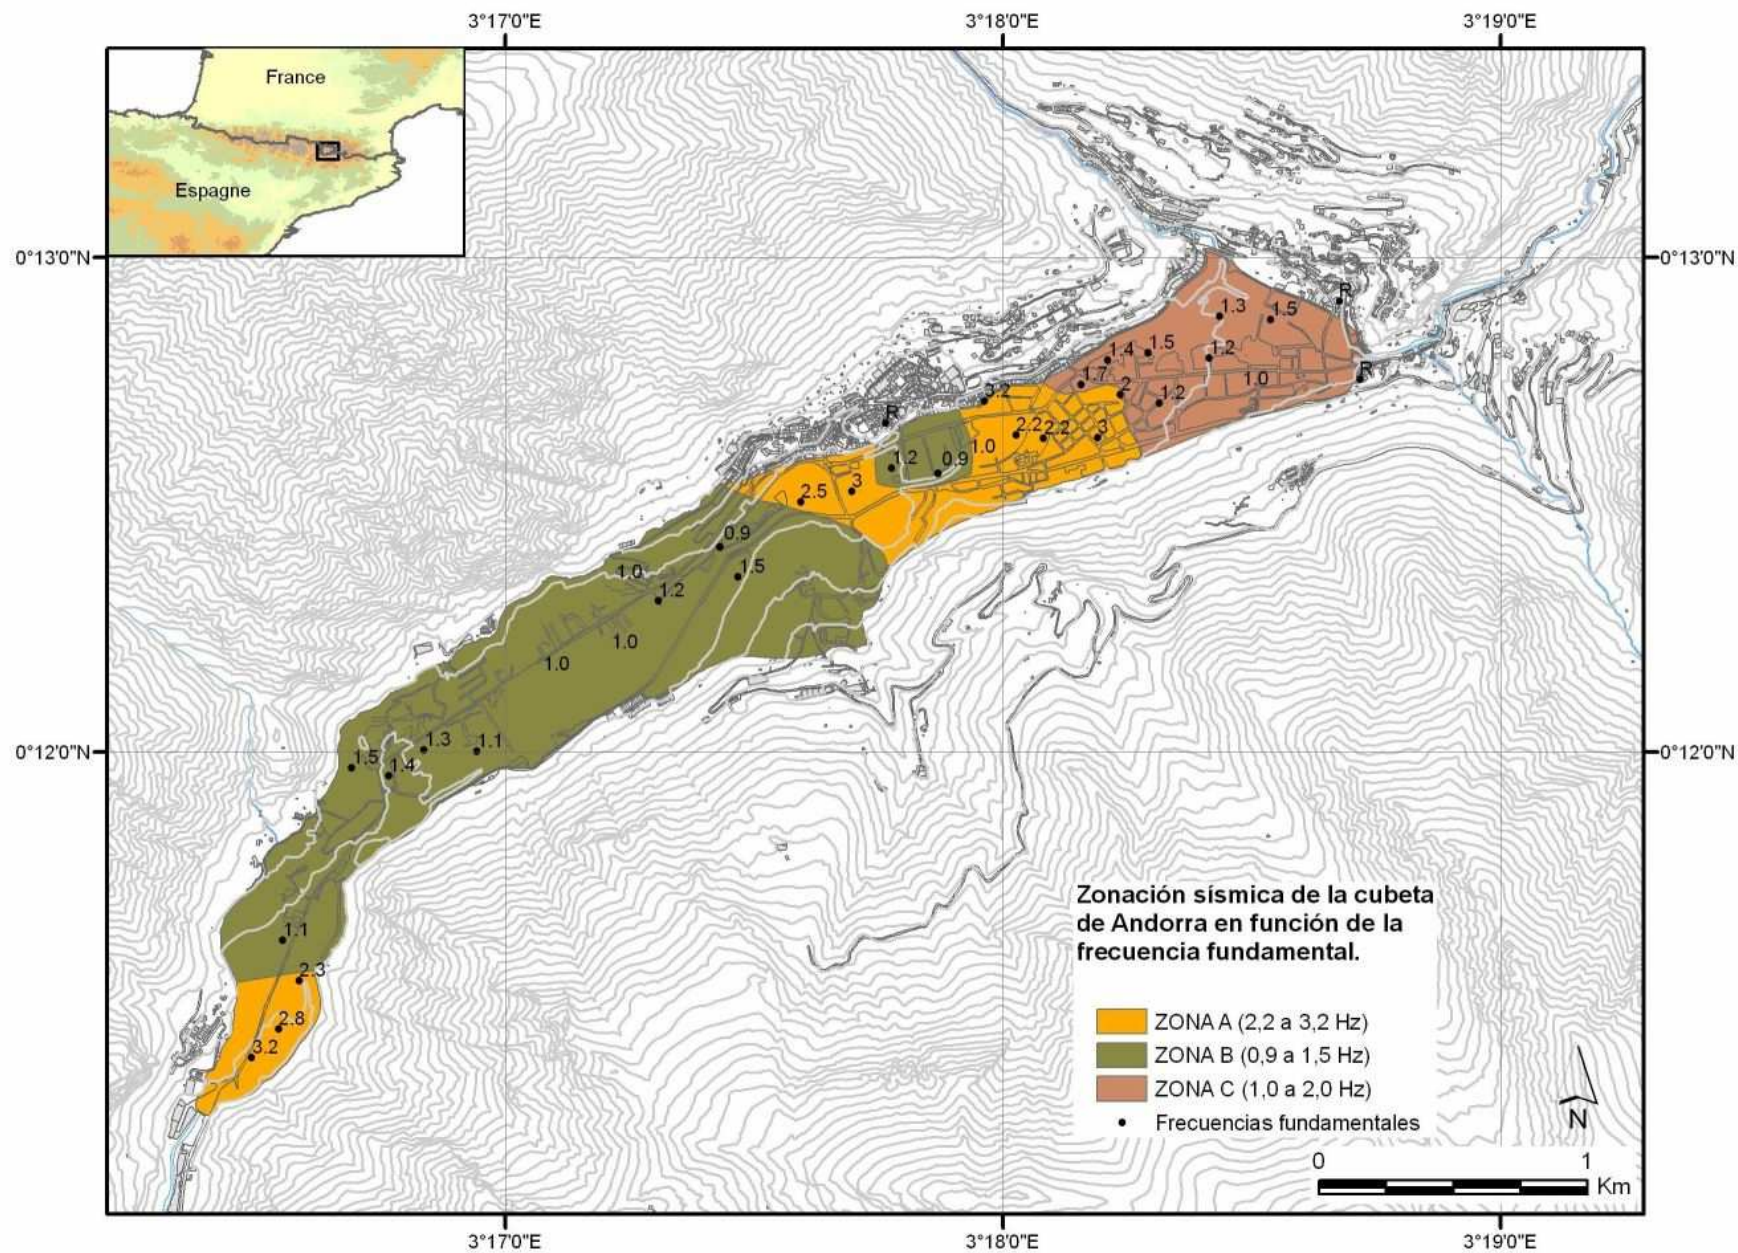 3°17'0"E
3°18'0"E
3°19'0"E
France
Espagne
0°13'0"N
0°13'0"N
R
1.3
1.5
1.5
1.4
1.2
R
1.7
1.0
2
1.2
3.2
R
2.2
2.2
3
1.0
1.2
0.9
2.5
3
0.9
1.0
1.5
1.2
1.0
1.0
0°12'0"N
0°12'0"N
1.3
1.1
1.5
1.4
1.1
2.3
2.8
3.2
Zonación sísmica de la cubeta
de Andorra en función de la
frecuencia fundamental.
ZONA A (2,2 a 3,2 Hz)
ZONA B (0,9 a 1,5 Hz)
ZONA C (1,0 a 2,0 Hz)
Frecuencias fundamentales
N
0
1
Km
3°17'0"E
3°18'0"E
3°19'0"E